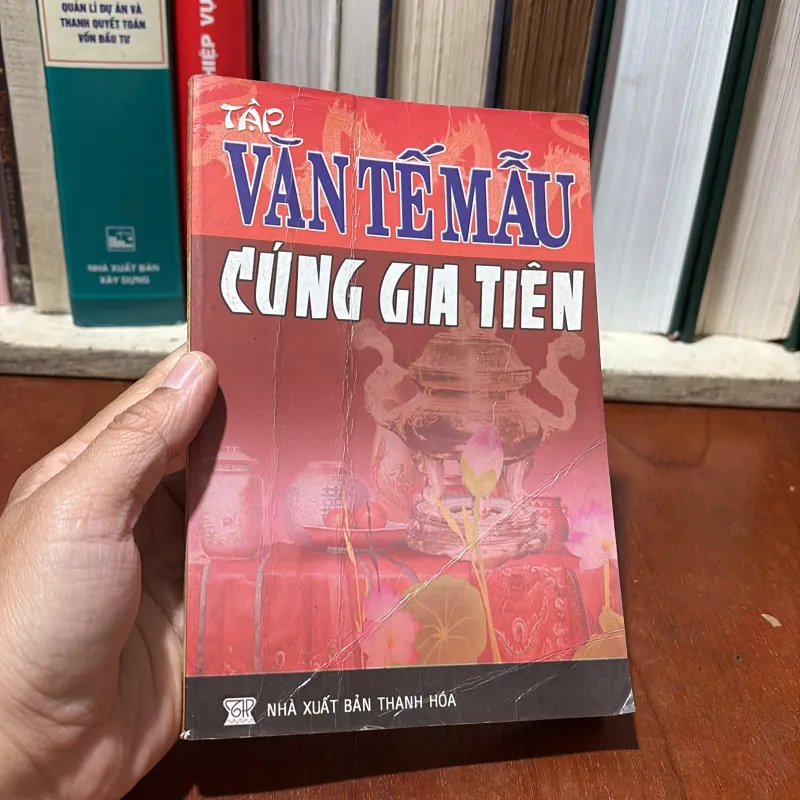 QUẢN LÍ DỰ ÁN VÀ
THANH QUYẾT TOÁN
VỐN ĐẦU TƯ
NHÀ XUẤT BẢN
XÂY DỰNG
TẬP
VĂN TẾ MẪU
CÚNG GIA TIÊN
NHÀ XUẤT BẢN THANH HÓA